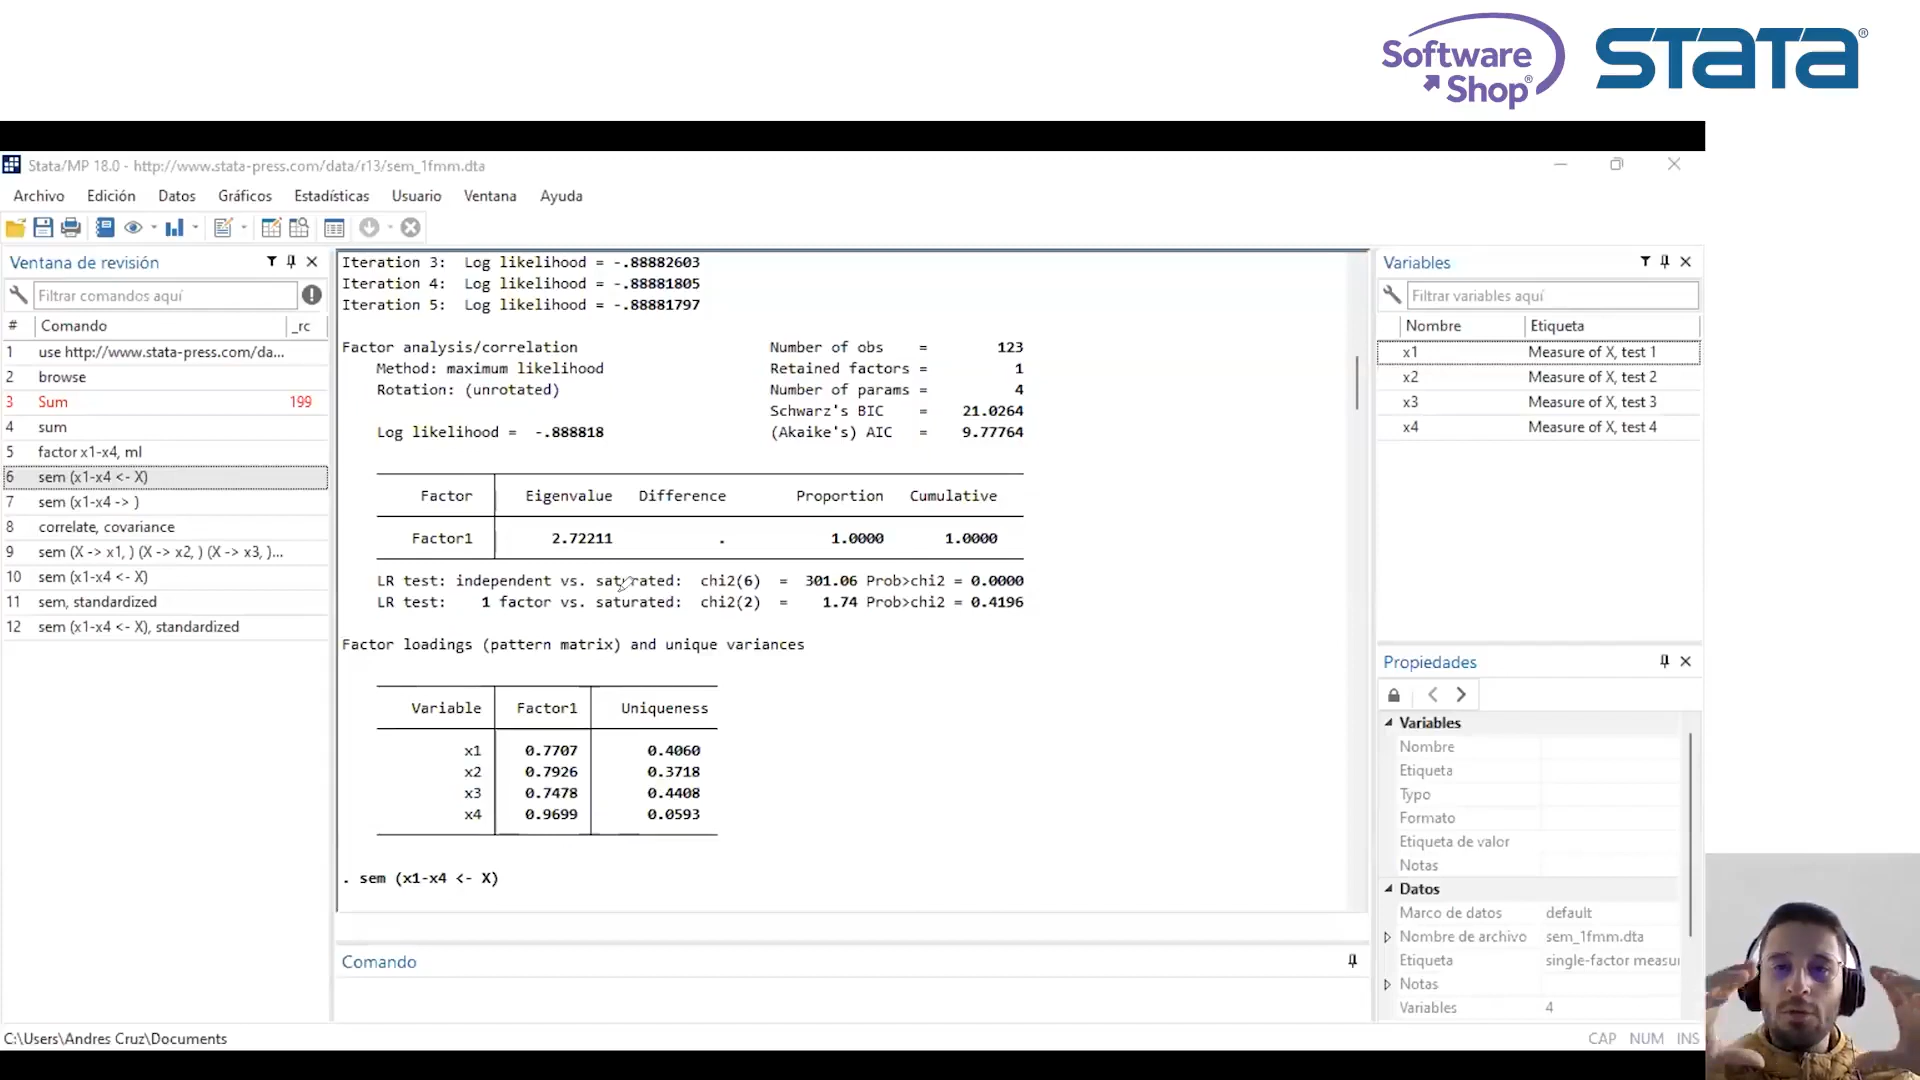 Software
Shop®
STATA®
Stata/MP 18.0 - http://www.stata-press.com/data/r13/sem_1fmm.dta
Archivo Edición Datos Gráficos Estadísticas Usuario Ventana Ayuda
Ventana de revisión
Filtrar comandos aquí
# Comando _rc
1 use http://www.stata-press.com/da...
2 browse
3 Sum 199
4 sum
5 factor x1-x4, ml
6 sem (x1-x4 <- X)
7 sem (x1-x4 -> )
8 correlate, covariance
9 sem (X -> x1, ) (X -> x2, ) (X -> x3, )...
10 sem (x1-x4 <- X)
11 sem, standardized
12 sem (x1-x4 <- X), standardized
Iteration 3: Log likelihood = -.88882603
Iteration 4: Log likelihood = -.88881805
Iteration 5: Log likelihood = -.88881797
Factor analysis/correlation Number of obs = 123
Method: maximum likelihood Retained factors = 1
Rotation: (unrotated) Number of params = 4
Schwarz's BIC = 21.0264
Log likelihood = -.888818 (Akaike's) AIC = 9.77764
Factor Eigenvalue Difference Proportion Cumulative
Factor1 2.72211 . 1.0000 1.0000
LR test: independent vs. saturated: chi2(6) = 301.06 Prob>chi2 = 0.0000
LR test: 1 factor vs. saturated: chi2(2) = 1.74 Prob>chi2 = 0.4196
Factor loadings (pattern matrix) and unique variances
Variable Factor1 Uniqueness
x1 0.7707 0.4060
x2 0.7926 0.3718
x3 0.7478 0.4408
x4 0.9699 0.0593
. sem (x1-x4 <- X)
Comando
Variables
Filtrar variables aquí
Nombre Etiqueta
x1 Measure of X, test 1
x2 Measure of X, test 2
x3 Measure of X, test 3
x4 Measure of X, test 4
Propiedades
Variables
Nombre
Etiqueta
Typo
Formato
Etiqueta de valor
Notas
Datos
Marco de datos default
Nombre de archivo sem_1fmm.dta
Etiqueta single-factor measu
Notas
Variables 4
C:\Users\Andres Cruz\Documents
CAP NUM INS